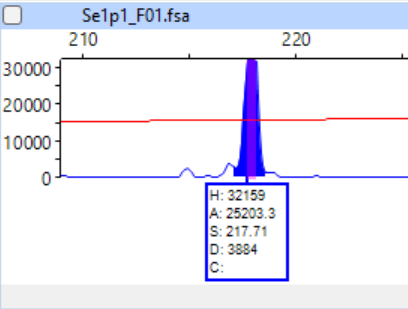 Se1p1_F01.fsa
210 220
30000
20000
10000
0
H: 32159
A: 25203.3
S: 217.71
D: 3884
C: